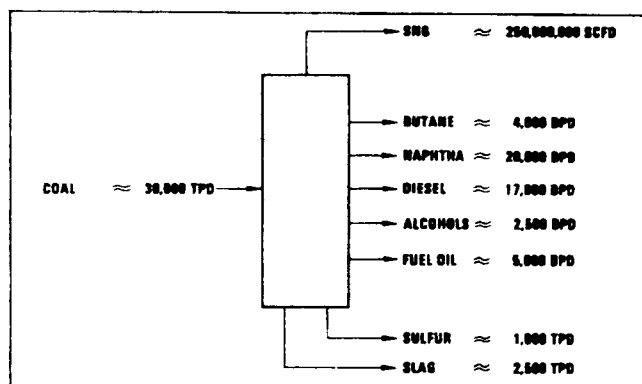 SNG ≈ 250,000,000 SCFD
BUTANE ≈ 4,000 BPD
NAPHTHA ≈ 20,000 BPD
DIESEL ≈ 17,000 BPD
COAL ≈ 30,000 TPD
ALCOHOLS ≈ 2,500 BPD
FUEL OIL ≈ 5,000 BPD
SULFUR ≈ 1,000 TPD
SLAG ≈ 2,500 TPD